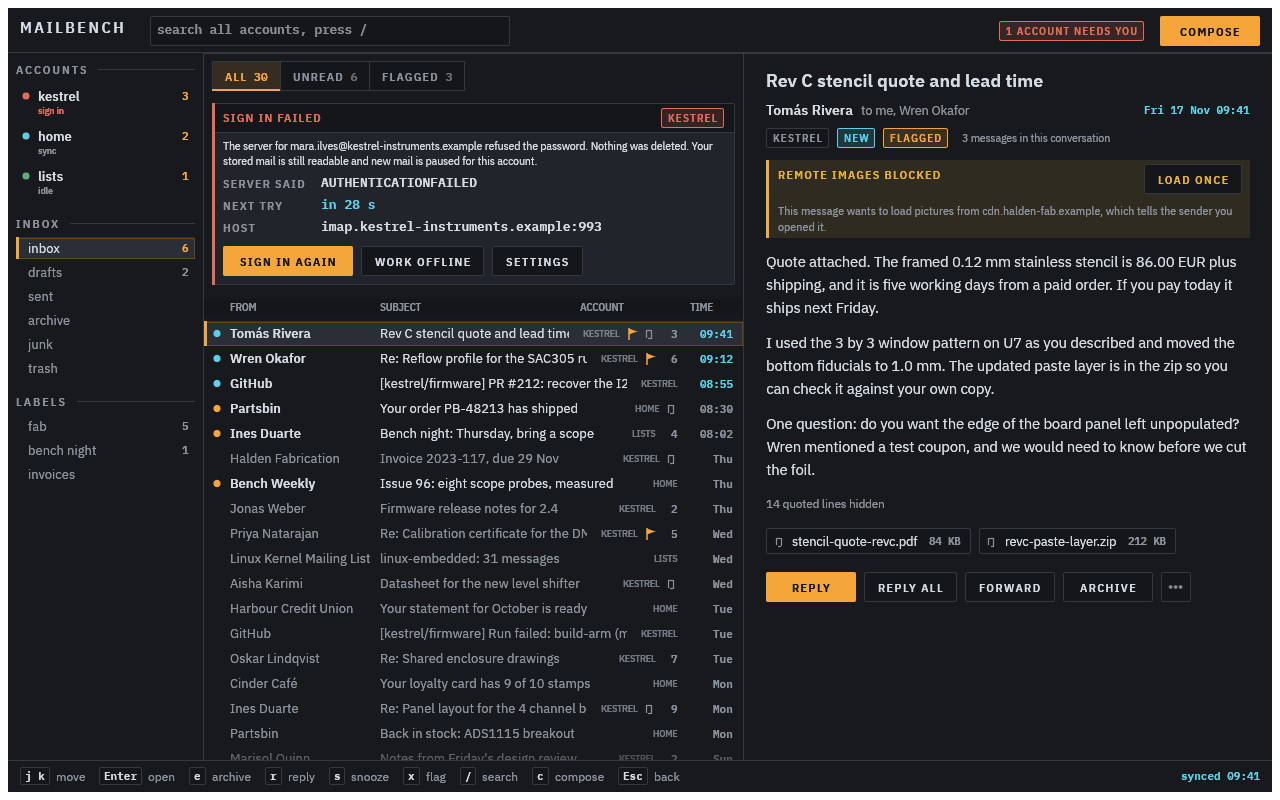 MAILBENCH
search all accounts, press /
1 ACCOUNT NEEDS YOU
COMPOSE
ACCOUNTS
kestrel 3
sign in
home 2
sync
lists 1
idle
INBOX
inbox 6
drafts 2
sent
archive
junk
trash
LABELS
fab 5
bench night 1
invoices
ALL 30 UNREAD 6 FLAGGED 3
SIGN IN FAILED KESTREL
The server for mara.ilves@kestrel-instruments.example refused the password. Nothing was deleted. Your
stored mail is still readable and new mail is paused for this account.
SERVER SAID AUTHENTICATIONFAILED
NEXT TRY in 28 s
HOST imap.kestrel-instruments.example:993
SIGN IN AGAIN WORK OFFLINE SETTINGS
FROM SUBJECT ACCOUNT TIME
Tomás Rivera Rev C stencil quote and lead time KESTREL 3 09:41
Wren Okafor Re: Reflow profile for the SAC305 ru KESTREL 6 09:12
GitHub [kestrel/firmware] PR #212: recover the I2 KESTREL 08:55
Partsbin Your order PB-48213 has shipped HOME 08:30
Ines Duarte Bench night: Thursday, bring a scope LISTS 4 08:02
Halden Fabrication Invoice 2023-117, due 29 Nov KESTREL Thu
Bench Weekly Issue 96: eight scope probes, measured HOME Thu
Jonas Weber Firmware release notes for 2.4 KESTREL 2 Thu
Priya Natarajan Re: Calibration certificate for the DM KESTREL 5 Wed
Linux Kernel Mailing List linux-embedded: 31 messages LISTS Wed
Aisha Karimi Datasheet for the new level shifter KESTREL Wed
Harbour Credit Union Your statement for October is ready HOME Tue
GitHub [kestrel/firmware] Run failed: build-arm (m KESTREL Tue
Oskar Lindqvist Re: Shared enclosure drawings KESTREL 7 Tue
Cinder Café Your loyalty card has 9 of 10 stamps HOME Mon
Ines Duarte Re: Panel layout for the 4 channel b KESTREL 9 Mon
Partsbin Back in stock: ADS1115 breakout HOME Mon
Marisol Quinn Notes from Friday's design review KESTREL 2 Sun
Rev C stencil quote and lead time
Tomás Rivera to me, Wren Okafor Fri 17 Nov 09:41
KESTREL NEW FLAGGED 3 messages in this conversation
REMOTE IMAGES BLOCKED
LOAD ONCE
This message wants to load pictures from cdn.halden-fab.example, which tells the sender you
opened it.
Quote attached. The framed 0.12 mm stainless stencil is 86.00 EUR plus
shipping, and it is five working days from a paid order. If you pay today it
ships next Friday.
I used the 3 by 3 window pattern on U7 as you described and moved the
bottom fiducials to 1.0 mm. The updated paste layer is in the zip so you
can check it against your own copy.
One question: do you want the edge of the board panel left unpopulated?
Wren mentioned a test coupon, and we would need to know before we cut
the foil.
14 quoted lines hidden
stencil-quote-revc.pdf 84 KB revc-paste-layer.zip 212 KB
REPLY REPLY ALL FORWARD ARCHIVE •••
j k move Enter open e archive r reply s snooze x flag / search c compose Esc back
synced 09:41